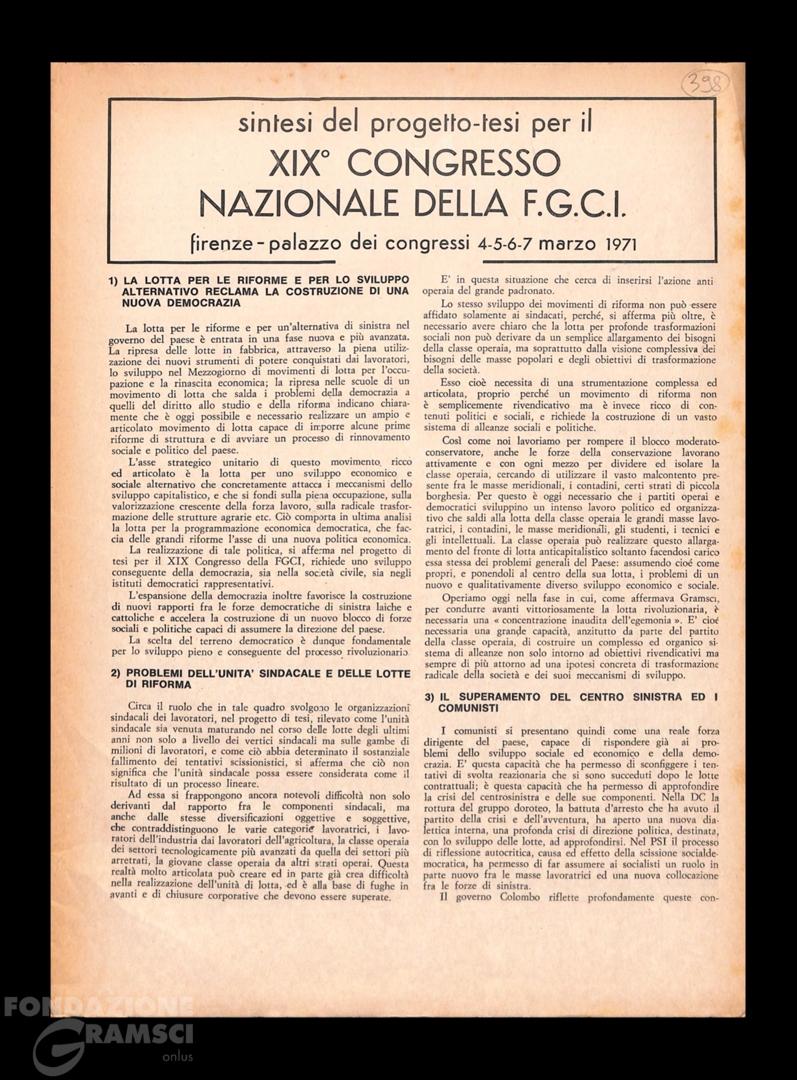 398
sintesi del progetto-tesi per il
XIX° CONGRESSO
NAZIONALE DELLA F.G.C.I.
firenze - palazzo dei congressi 4-5-6-7 marzo 1971
1) LA LOTTA PER LE RIFORME E PER LO SVILUPPO
ALTERNATIVO RECLAMA LA COSTRUZIONE DI UNA
NUOVA DEMOCRAZIA
La lotta per le riforme e per un'alternativa di sinistra nel
governo del paese è entrata in una fase nuova e più avanzata.
La ripresa delle lotte in fabbrica, attraverso la piena utiliz-
zazione dei nuovi strumenti di potere conquistati dai lavoratori,
lo sviluppo nel Mezzogiorno di movimenti di lotta per l'occu-
pazione e la rinascita economica; la ripresa nelle scuole di un
movimento di lotta che salda i problemi della democrazia a
quelli del diritto allo studio e della riforma indicano chiara-
mente che è oggi possibile e necessario realizzare un ampio e
articolato movimento di lotta capace di imporre alcune prime
riforme di struttura e di avviare un processo di rinnovamento
sociale e politico del paese.
L'asse strategico unitario di questo movimento ricco
ed articolato è la lotta per uno sviluppo economico e
sociale alternativo che concretamente attacca i meccanismi dello
sviluppo capitalistico, e che si fondi sulla piena occupazione, sulla
valorizzazione crescente della forza lavoro, sulla radicale trasfor-
mazione delle strutture agrarie etc. Ciò comporta in ultima analisi
la lotta per la programmazione economica democratica, che fac-
cia delle grandi riforme l'asse di una nuova politica economica.
La realizzazione di tale politica, si afferma nel progetto di
tesi per il XIX Congresso della FGCI, richiede uno sviluppo
conseguente della democrazia, sia nella società civile, sia negli
istituti democratici rappresentativi.
L'espansione della democrazia inoltre favorisce la costruzione
di nuovi rapporti fra le forze democratiche di sinistra laiche e
cattoliche e accelera la costruzione di un nuovo blocco di forze
sociali e politiche capaci di assumere la direzione del paese.
La scelta del terreno democratico è dunque fondamentale
per lo sviluppo pieno e conseguente del processo rivoluzionario.
2) PROBLEMI DELL'UNITA' SINDACALE E DELLE LOTTE
DI RIFORMA
Circa il ruolo che in tale quadro svolgono le organizzazioni
sindacali dei lavoratori, nel progetto di tesi, rilevato come l'unità
sindacale sia venuta maturando nel corso delle lotte degli ultimi
anni non solo a livello dei vertici sindacali ma sulle gambe di
milioni di lavoratori, e come ciò abbia determinato il sostanziale
fallimento dei tentativi scissionistici, si afferma che ciò non
significa che l'unità sindacale possa essere considerata come il
risultato di un processo lineare.
Ad essa si frappongono ancora notevoli difficoltà non solo
derivanti dal rapporto fra le componenti sindacali, ma
anche dalle stesse diversificazioni oggettive e soggettive,
che contraddistinguono le varie categorie lavoratrici, i lavo-
ratori dell'industria dai lavoratori dell'agricoltura, la classe operaia
dei settori tecnologicamente più avanzati da quella dei settori più
arretrati, la giovane classe operaia da altri strati operai. Questa
realtà molto articolata può creare ed in parte già crea difficoltà
nella realizzazione dell'unità di lotta, ed è alla base di fughe in
avanti e di chiusure corporative che devono essere superate.
E' in questa situazione che cerca di inserirsi l'azione anti
operaia del grande padronato.
Lo stesso sviluppo dei movimenti di riforma non può essere
affidato solamente ai sindacati, perché, si afferma più oltre, è
necessario avere chiaro che la lotta per profonde trasformazioni
sociali non può derivare da un semplice allargamento dei bisogni
della classe operaia, ma soprattutto dalla visione complessiva dei
bisogni delle masse popolari e degli obiettivi di trasformazione
della società.
Esso cioè necessita di una strumentazione complessa ed
articolata, proprio perché un movimento di riforma non
è semplicemente rivendicativo ma è invece ricco di con-
tenuti politici e sociali, e richiede la costruzione di un vasto
sistema di alleanze sociali e politiche.
Così come noi lavoriamo per rompere il blocco moderato-
conservatore, anche le forze della conservazione lavorano
attivamente e con ogni mezzo per dividere ed isolare la
classe operaia, cercando di utilizzare il vasto malcontento pre-
sente fra le masse meridionali, i contadini, certi strati di piccola
borghesia. Per questo è oggi necessario che i partiti operai e
democratici sviluppino un intenso lavoro politico ed organizza-
tivo che saldi alla lotta della classe operaia le grandi masse lavo-
ratrici, i contadini, le masse meridionali, gli studenti, i tecnici e
gli intellettuali. La classe operaia può realizzare questo allarga-
mento del fronte di lotta anticapitalistico soltanto facendosi carico
essa stessa dei problemi generali del Paese: assumendo cioé come
propri, e ponendoli al centro della sua lotta, i problemi di un
nuovo e qualitativamente diverso sviluppo economico e sociale.
Operiamo oggi nella fase in cui, come affermava Gramsci,
per condurre avanti vittoriosamente la lotta rivoluzionaria, è
necessaria una « concentrazione inaudita dell'egemonia ». E' cioé
necessaria una grande capacità, anzitutto da parte del partito
della classe operaia, di costruire un complesso ed organico si-
stema di alleanze non solo intorno ad obiettivi rivendicativi ma
sempre di più attorno ad una ipotesi concreta di trasformazione
radicale della società e dei suoi meccanismi di sviluppo.
3) IL SUPERAMENTO DEL CENTRO SINISTRA ED I
COMUNISTI
I comunisti si presentano quindi come una reale forza
dirigente del paese, capace di rispondere già ai pro-
blemi dello sviluppo sociale ed economico e della demo-
crazia. E' questa capacità che ha permesso di sconfiggere i ten-
tativi di svolta reazionaria che si sono succeduti dopo le lotte
contrattuali; è questa capacità che ha permesso di approfondire
la crisi del centrosinistra e delle sue componenti. Nella DC la
rottura del gruppo doroteo, la battuta d'arresto che ha avuto il
partito della crisi e dell'avventura, ha aperto una nuova dia-
lettica interna, una profonda crisi di direzione politica, destinata,
con lo sviluppo delle lotte, ad approfondirsi. Nel PSI il processo
di riflessione autocritica, causa ed effetto della scissione socialde-
mocratica, ha permesso di far assumere ai socialisti un ruolo in
parte nuovo fra le masse lavoratrici ed una nuova collocazione
fra le forze di sinistra.
Il governo Colombo riflette profondamente queste con-
FONDAZIONE
GRAMSCI
onlus